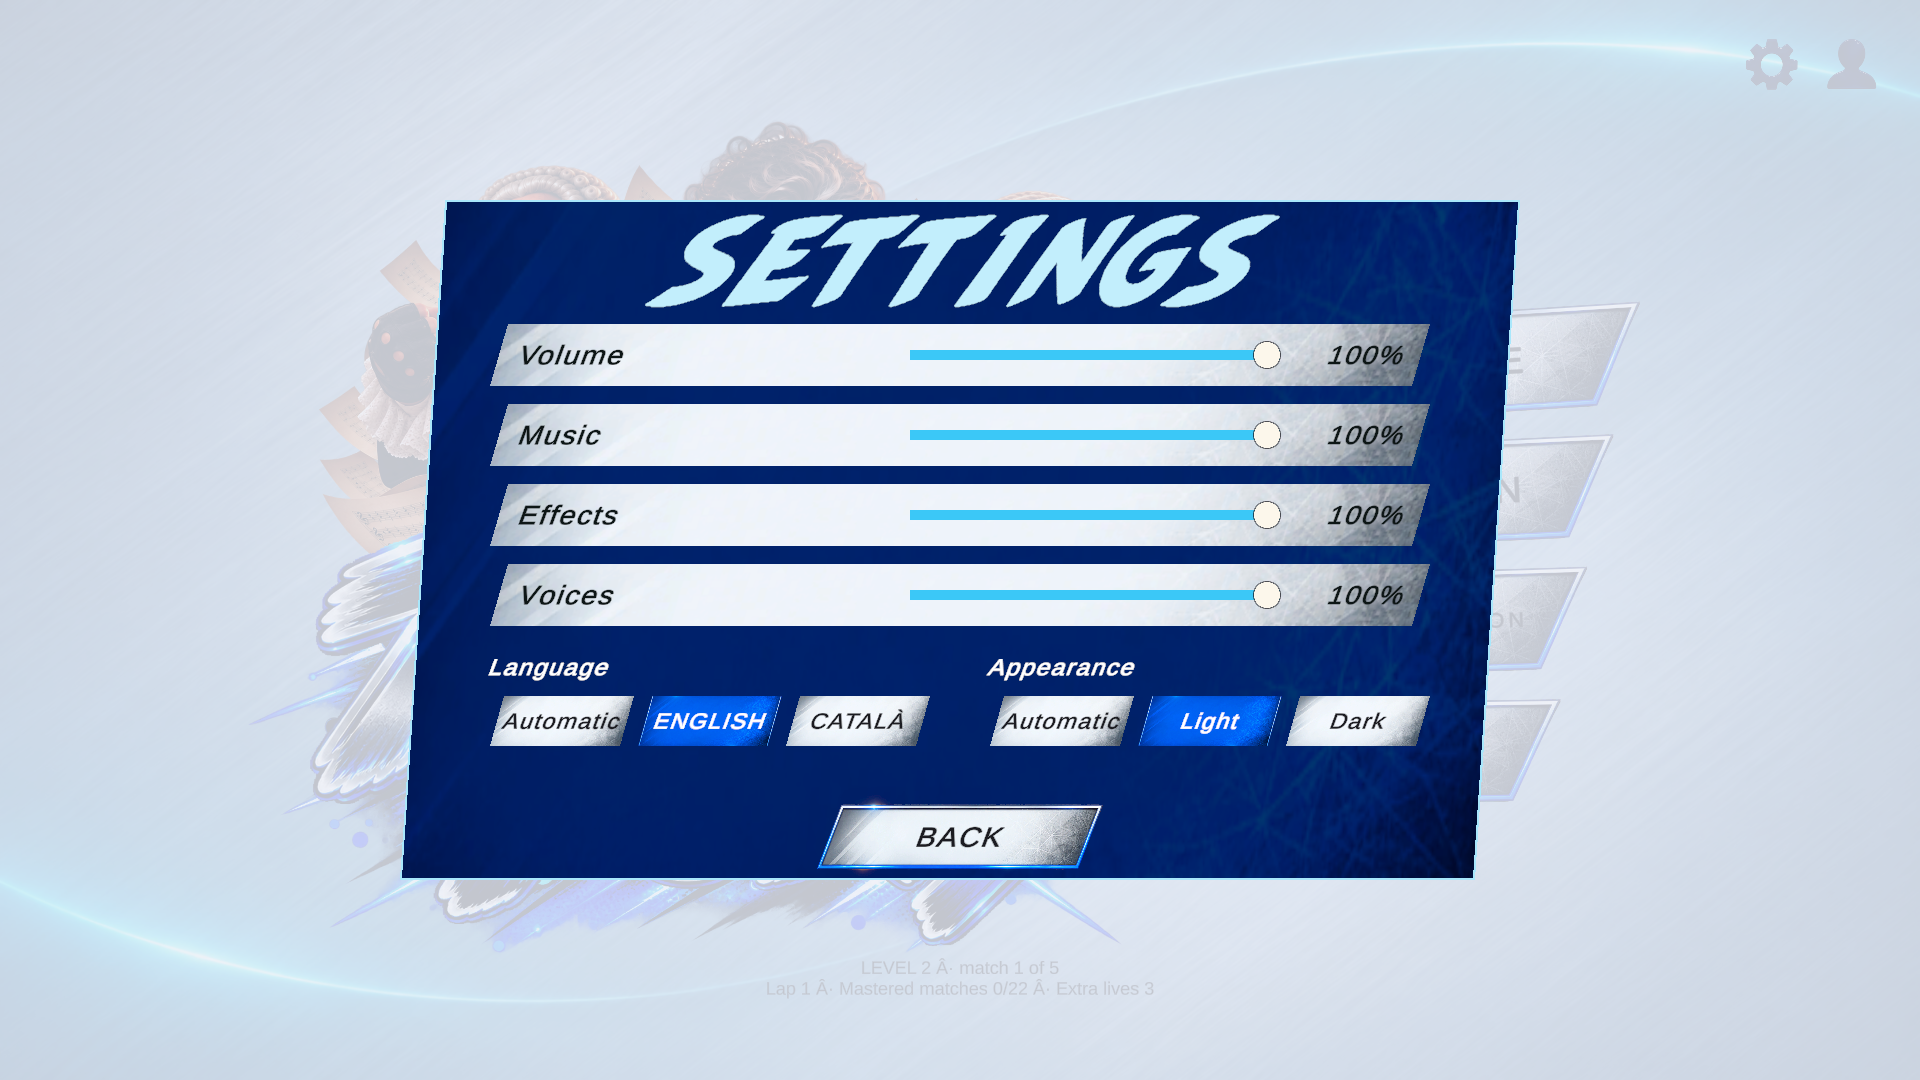 SETTINGS
Volume 100%
Music 100%
Effects 100%
Voices 100%
Language Appearance
Automatic ENGLISH CATALÀ Automatic Light Dark
BACK
LEVEL 2 Â· match 1 of 5
Lap 1 Â· Mastered matches 0/22 Â· Extra lives 3